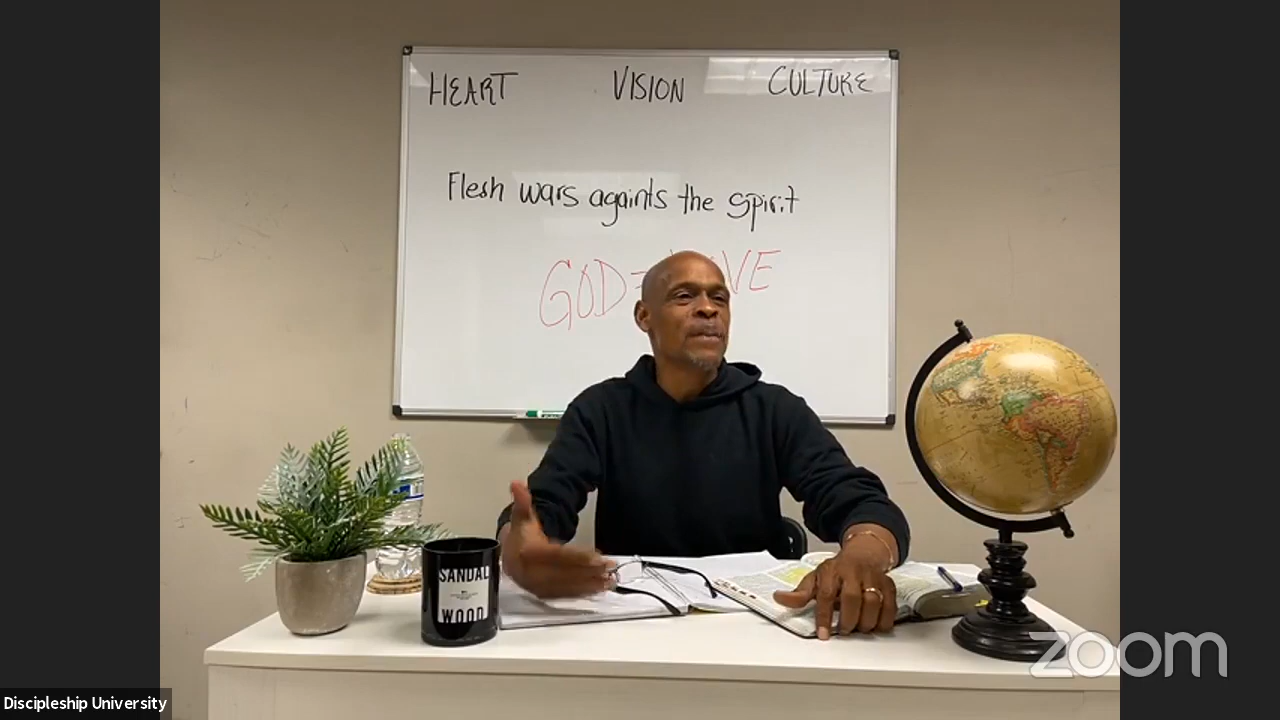 HEART VISION CULTURE
Flesh wars againts the spirit
GOD=
SANDAL
WOOD
zoom
Discipleship University